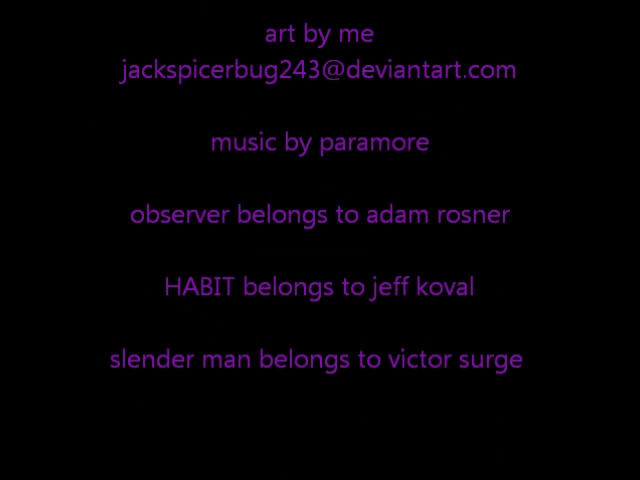 art by me
jackspicerbug243@deviantart.com
music by paramore
observer belongs to adam rosner
HABIT belongs to jeff koval
slender man belongs to victor surge